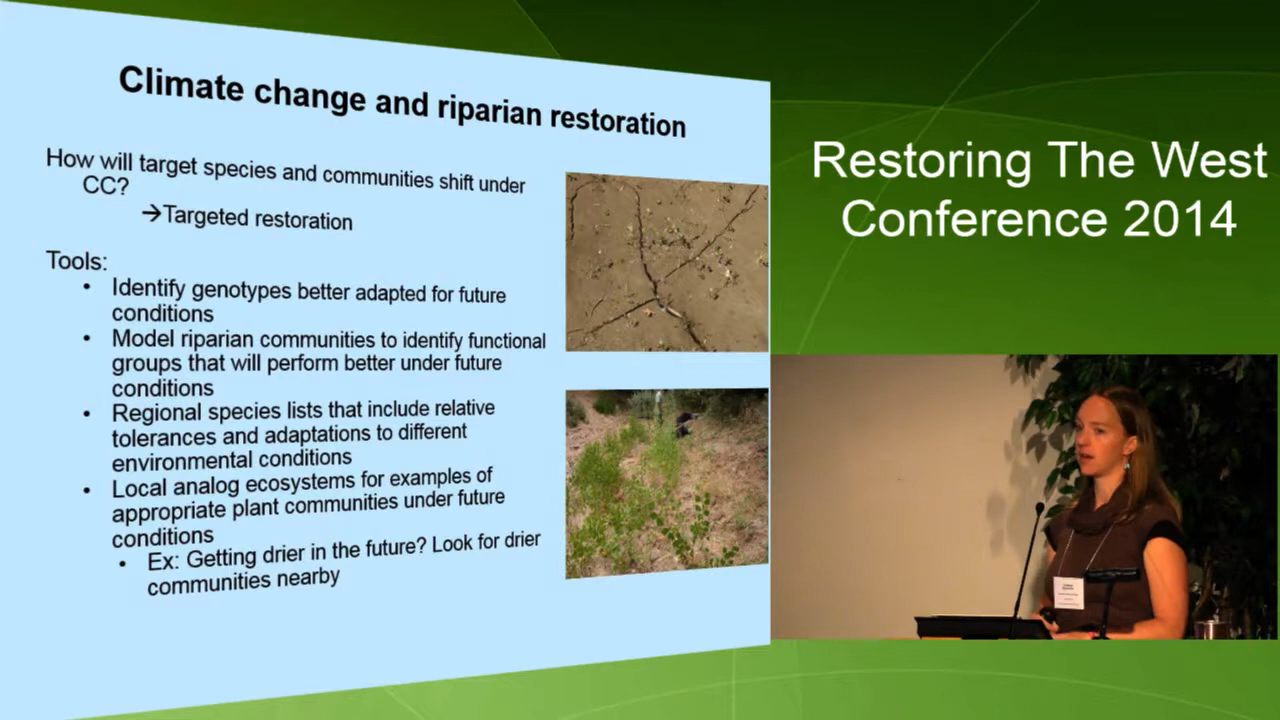 Climate change and riparian restoration
How will target species and communities shift under
CC?
→Targeted restoration
Tools:
• Identify genotypes better adapted for future
conditions
• Model riparian communities to identify functional
groups that will perform better under future
conditions
• Regional species lists that include relative
tolerances and adaptations to different
environmental conditions
• Local analog ecosystems for examples of
appropriate plant communities under future
conditions
• Ex: Getting drier in the future? Look for drier
communities nearby
Restoring The West
Conference 2014